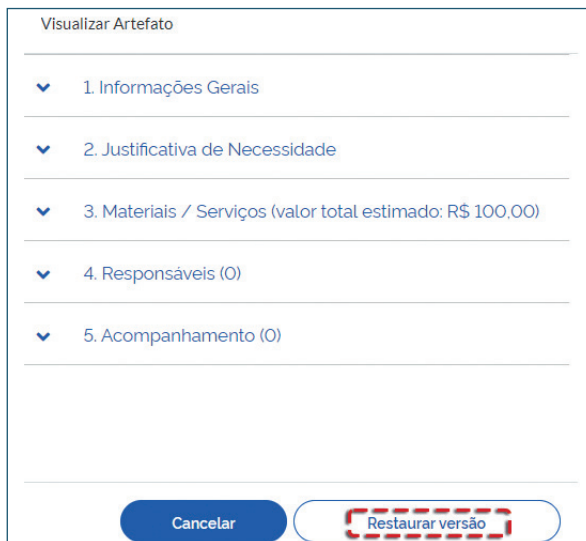 Visualizar Artefato
1. Informações Gerais
2. Justificativa de Necessidade
3. Materiais / Serviços (valor total estimado: R$ 100,00)
4. Responsáveis (0)
5. Acompanhamento (0)
Cancelar Restaurar versão